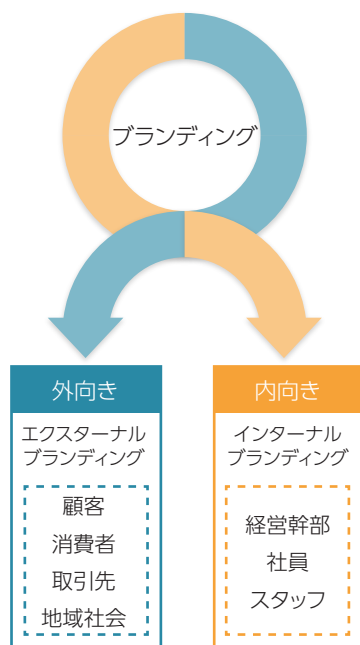 ブランディング
外向き
エクスターナル
ブランディング
顧客
消費者
取引先
地域社会
内向き
インターナル
ブランディング
経営幹部
社員
スタッフ